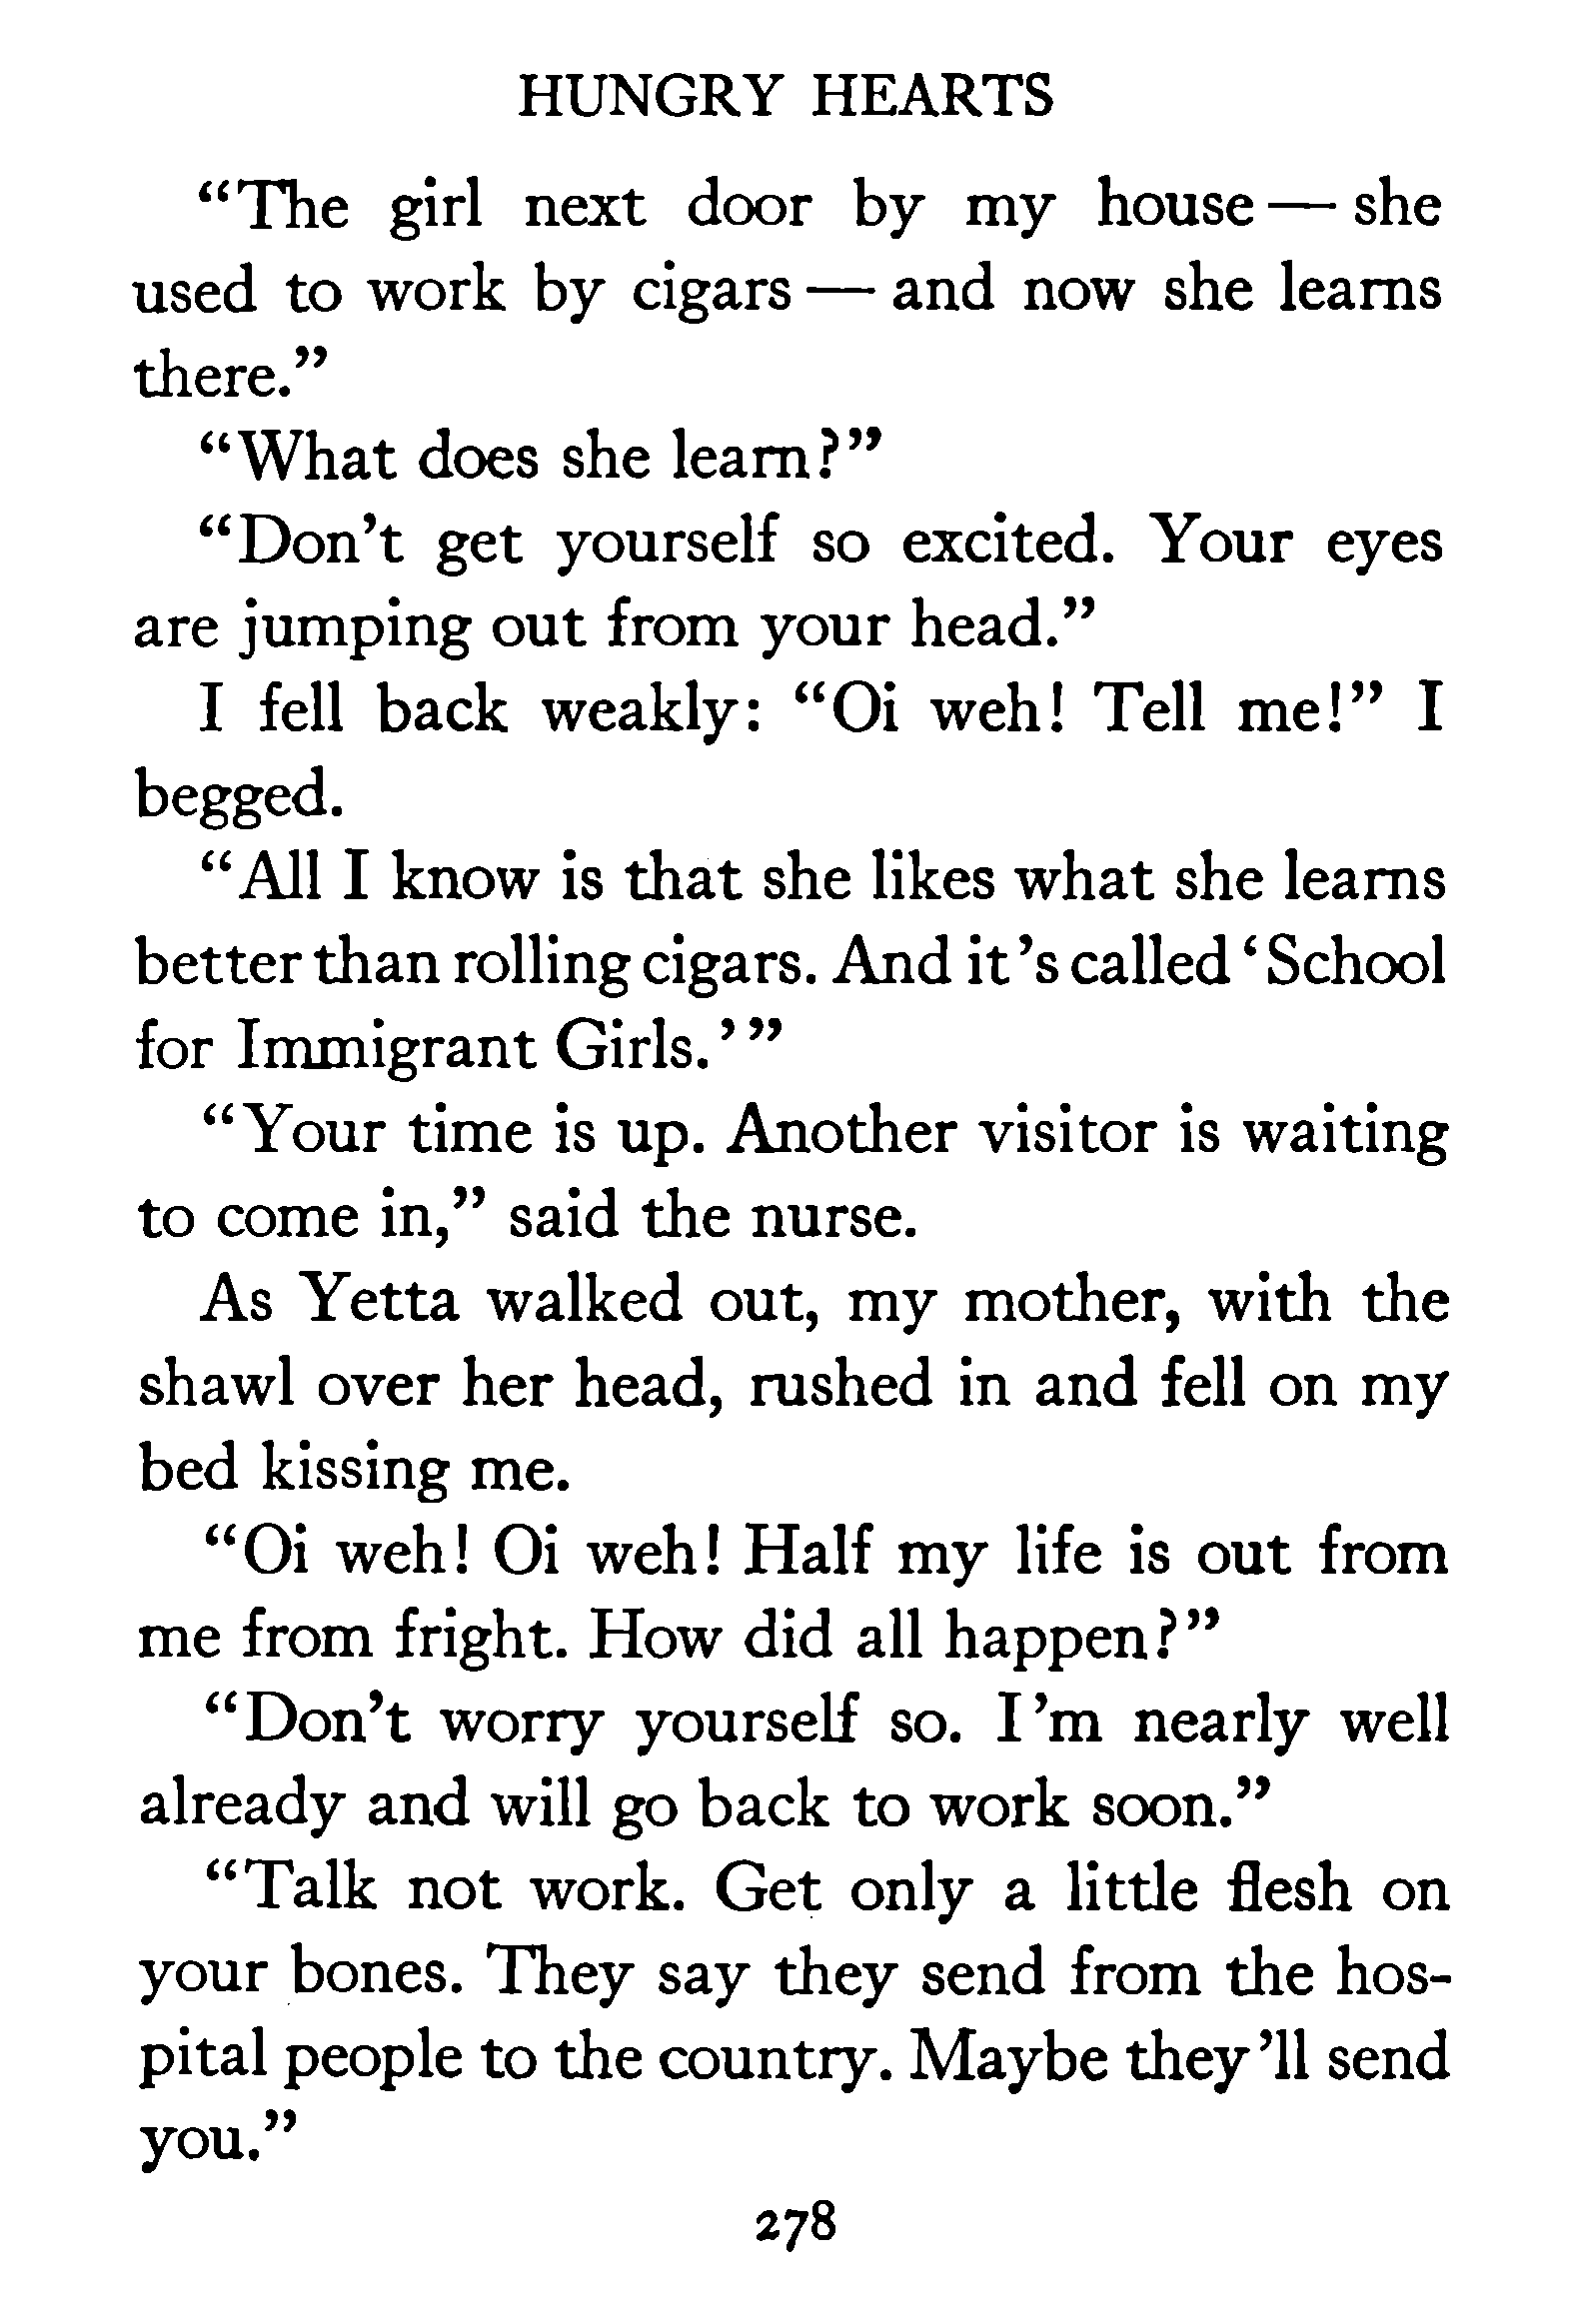 HUNGRY HEARTS
“The girl next door by my house — she
used to work by cigars — and now she learns
there.”
“What does she learn?”
“Don’t get yourself so excited. Your eyes
are jumping out from your head.”
I fell back weakly: “Oi weh! Tell me!” I
begged.
“All I know is that she likes what she learns
better than rolling cigars. And it’s called ‘School
for Immigrant Girls.’”
“Your time is up. Another visitor is waiting
to come in,” said the nurse.
As Yetta walked out, my mother, with the
shawl over her head, rushed in and fell on my
bed kissing me.
“Oi weh! Oi weh! Half my life is out from
me from fright. How did all happen?”
“Don’t worry yourself so. I’m nearly well
already and will go back to work soon.”
“Talk not work. Get only a little flesh on
your bones. They say they send from the hos-
pital people to the country. Maybe they’ll send
you.”
278